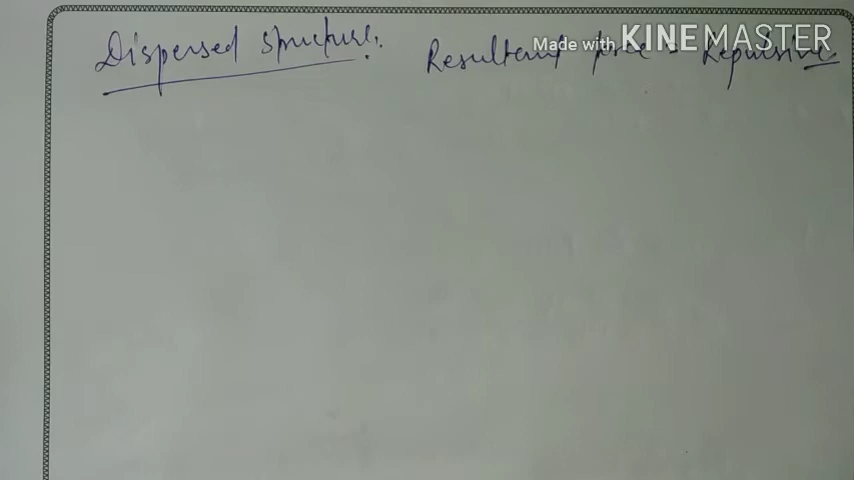 Dispersed structure:
Resultant force = Repulsive
Made with KINEMASTER